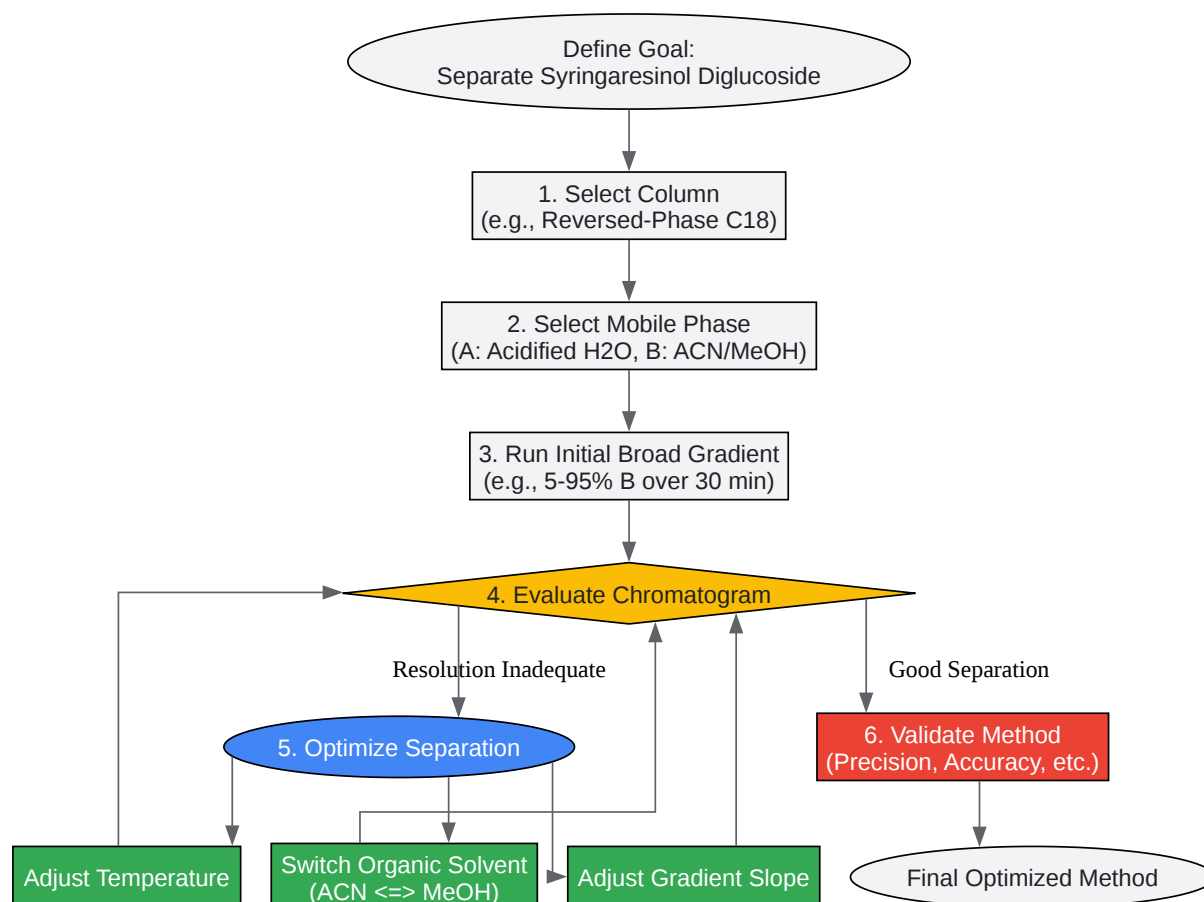 Define Goal:
Separate Syringaresinol Diglucoside
1. Select Column
(e.g., Reversed-Phase C18)
2. Select Mobile Phase
(A: Acidified H2O, B: ACN/MeOH)
3. Run Initial Broad Gradient
(e.g., 5-95% B over 30 min)
4. Evaluate Chromatogram
Resolution Inadequate
Good Separation
5. Optimize Separation
6. Validate Method
(Precision, Accuracy, etc.)
Adjust Temperature
Switch Organic Solvent
(ACN <=> MeOH)
Adjust Gradient Slope
Final Optimized Method